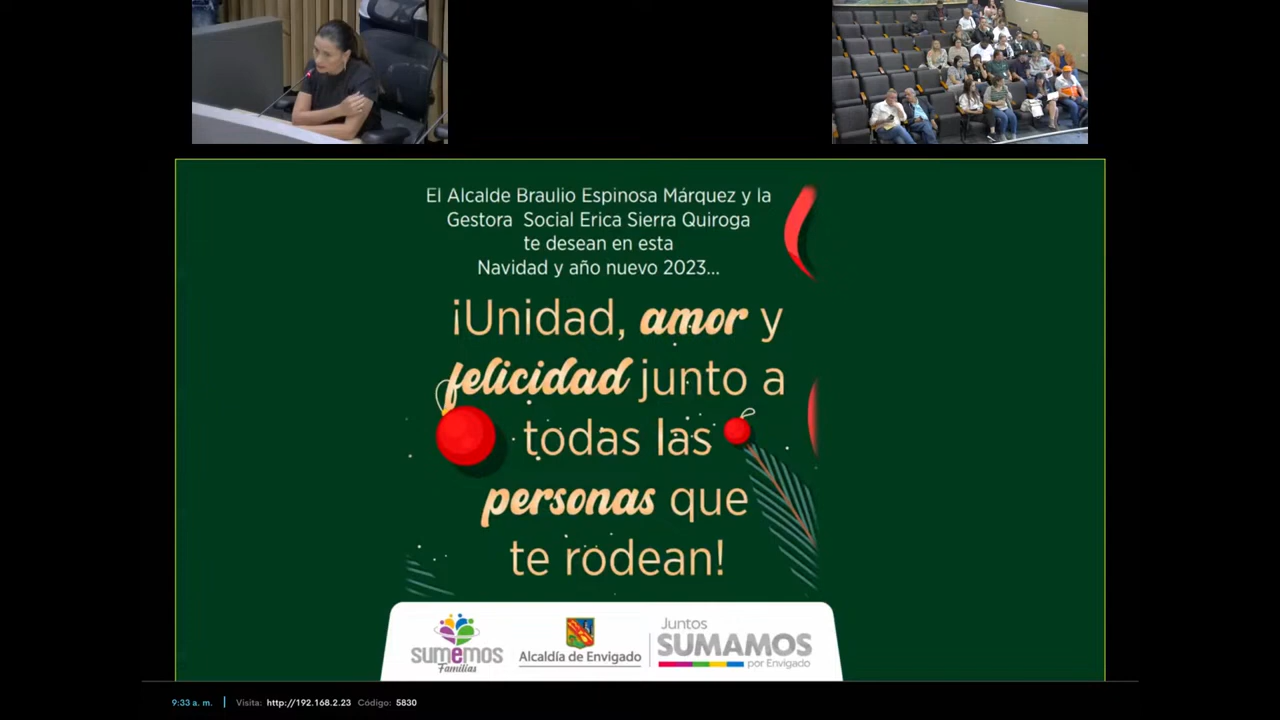 El Alcalde Braulio Espinosa Márquez y la
Gestora Social Erica Sierra Quiroga
te desean en esta
Navidad y año nuevo 2023...
¡Unidad, amor y
felicidad junto a
todas las
personas que
te rodean!
sumemos
Familias
Alcaldía de Envigado
Juntos
SUMAMOS
por Envigado
9:33 a. m. | Visita: http://192.168.2.23 Código: 5830